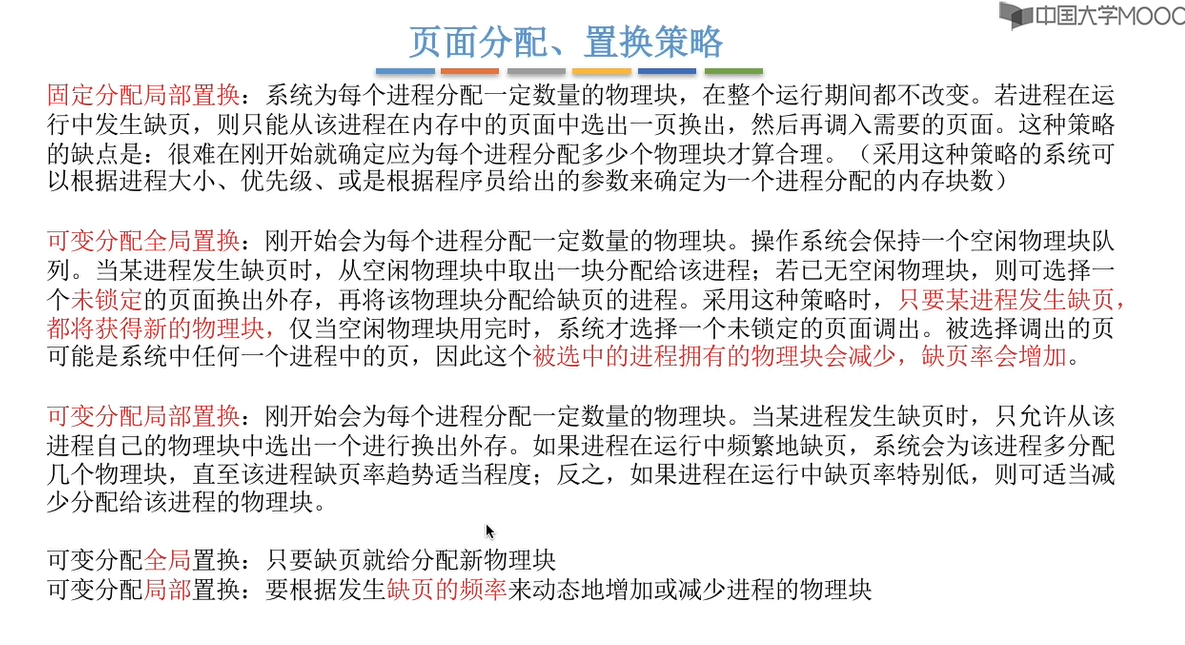 中国大学MOOC
页面分配、置换策略
固定分配局部置换：系统为每个进程分配一定数量的物理块，在整个运行期间都不改变。若进程在运
行中发生缺页，则只能从该进程在内存中的页面中选出一页换出，然后再调入需要的页面。这种策略
的缺点是：很难在刚开始就确定应为每个进程分配多少个物理块才算合理。（采用这种策略的系统可
以根据进程大小、优先级、或是根据程序员给出的参数来确定为一个进程分配的内存块数）
可变分配全局置换：刚开始会为每个进程分配一定数量的物理块。操作系统会保持一个空闲物理块队
列。当某进程发生缺页时，从空闲物理块中取出一块分配给该进程；若已无空闲物理块，则可选择一
个未锁定的页面换出外存，再将该物理块分配给缺页的进程。采用这种策略时，只要某进程发生缺页，
都将获得新的物理块，仅当空闲物理块用完时，系统才选择一个未锁定的页面调出。被选择调出的页
可能是系统中任何一个进程中的页，因此这个被选中的进程拥有的物理块会减少，缺页率会增加。
可变分配局部置换：刚开始会为每个进程分配一定数量的物理块。当某进程发生缺页时，只允许从该
进程自己的物理块中选出一个进行换出外存。如果进程在运行中频繁地缺页，系统会为该进程多分配
几个物理块，直至该进程缺页率趋势适当程度；反之，如果进程在运行中缺页率特别低，则可适当减
少分配给该进程的物理块。
可变分配全局置换：只要缺页就给分配新物理块
可变分配局部置换：要根据发生缺页的频率来动态地增加或减少进程的物理块